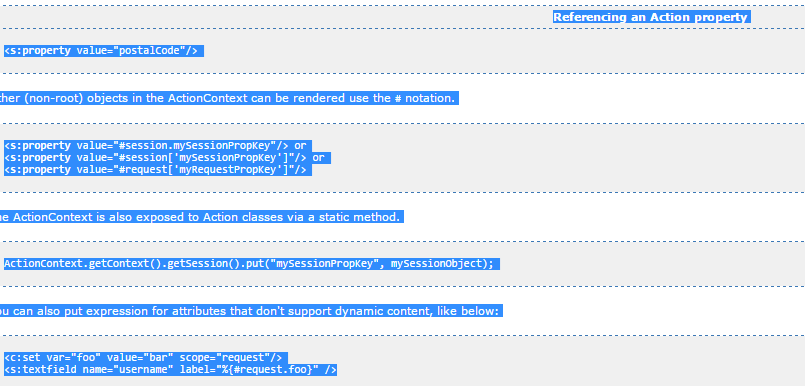 Referencing an Action property
<s:property value="postalCode"/>
ther (non-root) objects in the ActionContext can be rendered use the # notation.
<s:property value="#session.mySessionPropKey"/> or
<s:property value="#session['mySessionPropKey']"/> or
<s:property value="#request['myRequestPropKey']"/>
he ActionContext is also exposed to Action classes via a static method.
ActionContext.getContext().getSession().put("mySessionPropKey", mySessionObject);
ou can also put expression for attributes that don't support dynamic content, like below:
<c:set var="foo" value="bar" scope="request"/>
<s:textfield name="username" label="%{#request.foo}" />